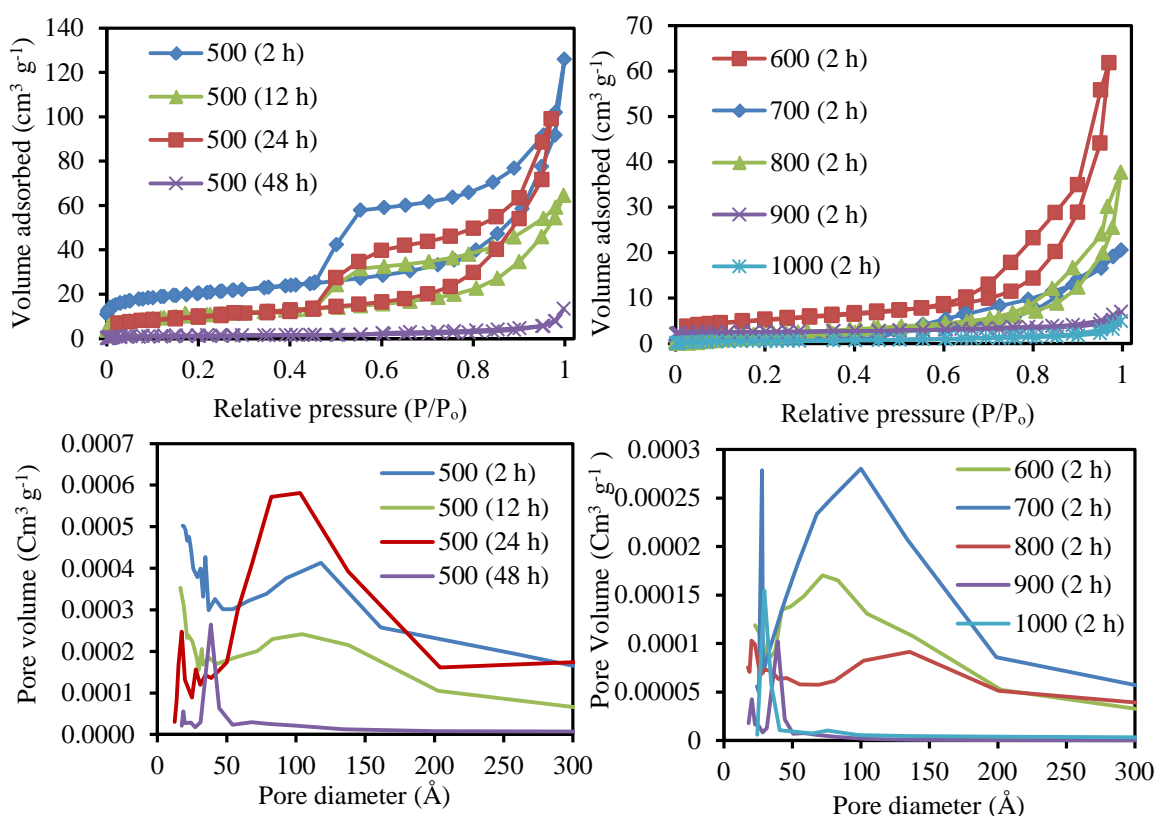 Volume adsorbed (cm³ g⁻¹)
140
120
100
80
60
40
20
0
0
0.2
0.4
0.6
0.8
1
Relative pressure (P/Pₒ)
500 (2 h)
500 (12 h)
500 (24 h)
500 (48 h)
Volume adsorbed (cm³ g⁻¹)
70
60
50
40
30
20
10
0
0
0.2
0.4
0.6
0.8
1
Relative pressure (P/Pₒ)
600 (2 h)
700 (2 h)
800 (2 h)
900 (2 h)
1000 (2 h)
Pore volume (Cm³ g⁻¹)
0.0007
0.0006
0.0005
0.0004
0.0003
0.0002
0.0001
0.0000
0
50
100
150
200
250
300
Pore diameter (Å)
500 (2 h)
500 (12 h)
500 (24 h)
500 (48 h)
Pore Volume (Cm³ g⁻¹)
0.0003
0.00025
0.0002
0.00015
0.0001
0.00005
0
0
50
100
150
200
250
300
Pore diameter (Å)
600 (2 h)
700 (2 h)
800 (2 h)
900 (2 h)
1000 (2 h)